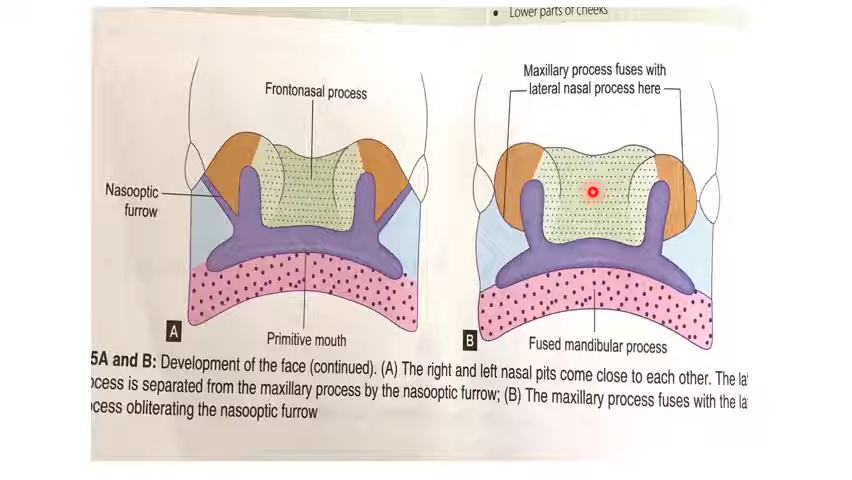 • Lower parts of cheeks
Frontonasal process
Nasooptic
furrow
Primitive mouth
A
Maxillary process fuses with
lateral nasal process here
Fused mandibular process
B
5A and B: Development of the face (continued). (A) The right and left nasal pits come close to each other. The la
ocess is separated from the maxillary process by the nasooptic furrow; (B) The maxillary process fuses with the la
ocess obliterating the nasooptic furrow